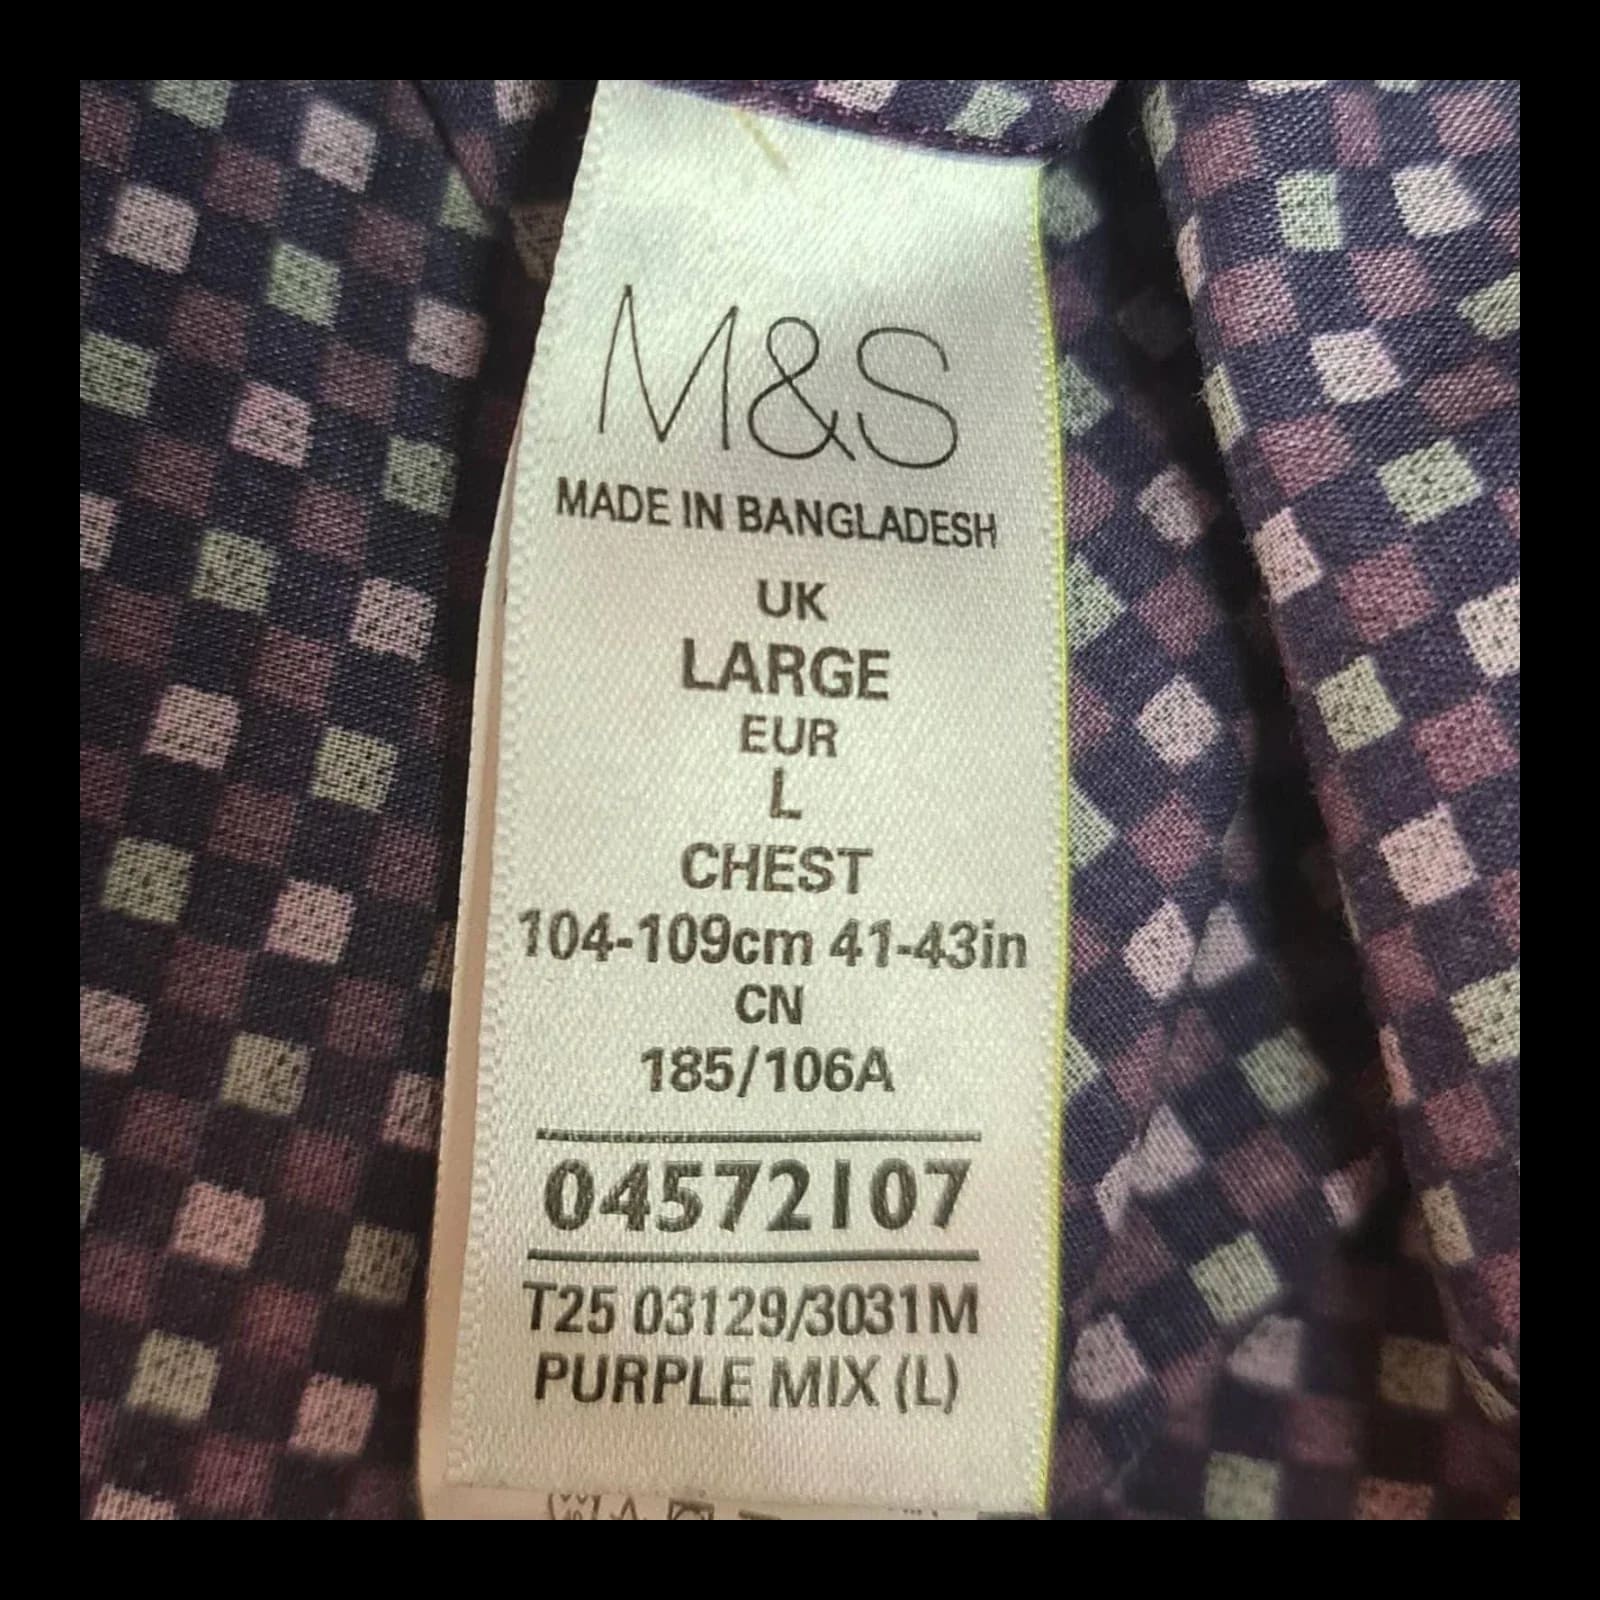 M&S
MADE IN BANGLADESH
UK
LARGE
EUR
L
CHEST
104-109cm 41-43in
CN
185/106A
04572107
T25 03129/3031M
PURPLE MIX (L)